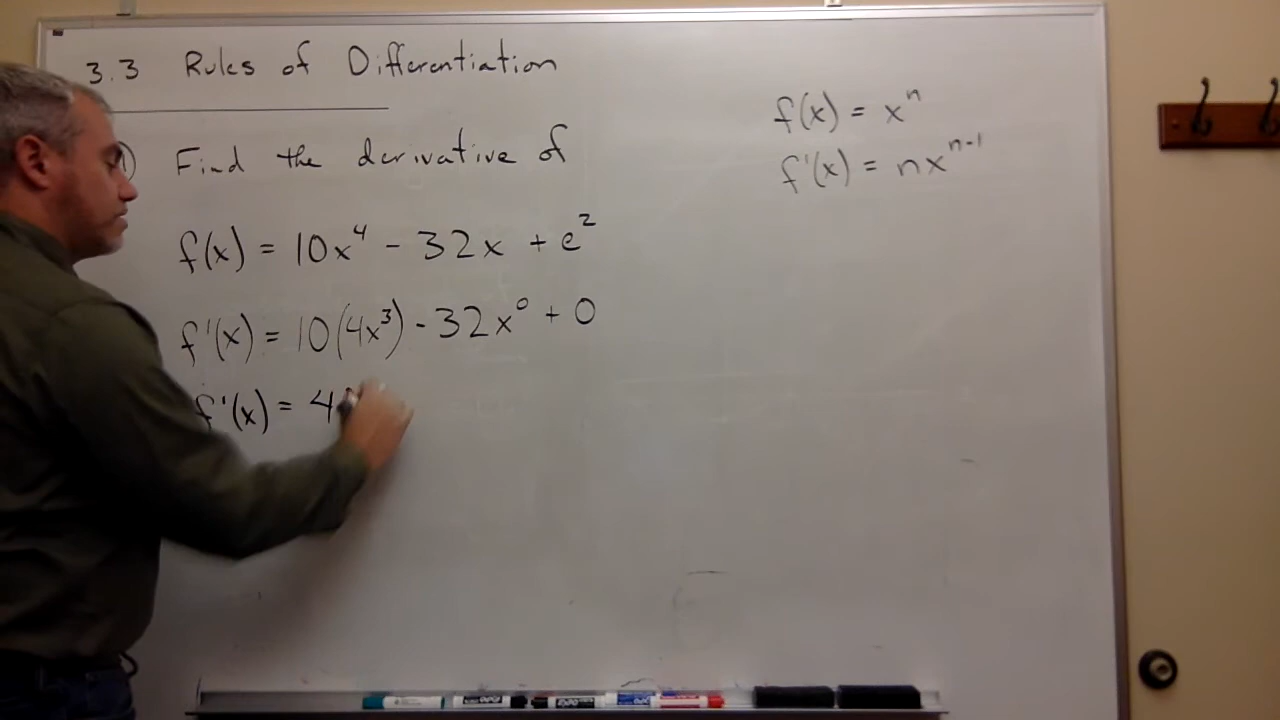 3.3 Rules of Differentiation
) Find the derivative of
f(x) = 10x⁴ - 32x + e²
f'(x) = 10(4x³) - 32x⁰ + 0
f'(x) = 4
f(x) = xⁿ
f'(x) = nxⁿ⁻¹